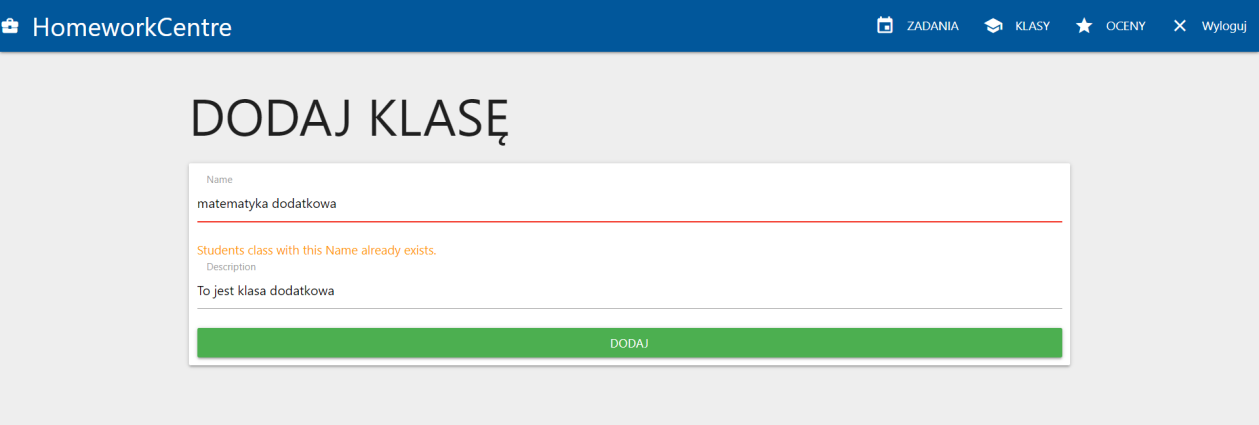 HomeworkCentre
ZADANIA
KLASY
OCENY
Wyloguj
DODAJ KLASĘ
Name
matematyka dodatkowa
Students class with this Name already exists.
Description
To jest klasa dodatkowa
DODAJ